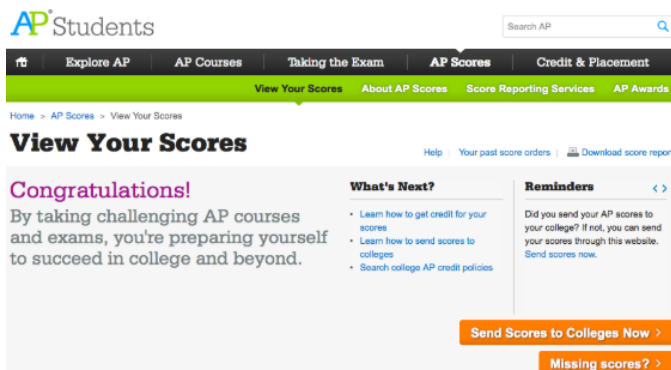 AP Students
Search AP
Explore AP AP Courses Taking the Exam AP Scores Credit & Placement
View Your Scores About AP Scores Score Reporting Services AP Awards
Home > AP Scores > View Your Scores
View Your Scores
Help | Your past score orders | Download score repor
Congratulations!
By taking challenging AP courses
and exams, you're preparing yourself
to succeed in college and beyond.
What's Next?
• Learn how to get credit for your
scores
• Learn how to send scores to
colleges
• Search college AP credit policies
Reminders < >
Did you send your AP scores to
your college? If not, you can send
your scores through this website.
Send scores now.
Send Scores to Colleges Now >
Missing scores? >